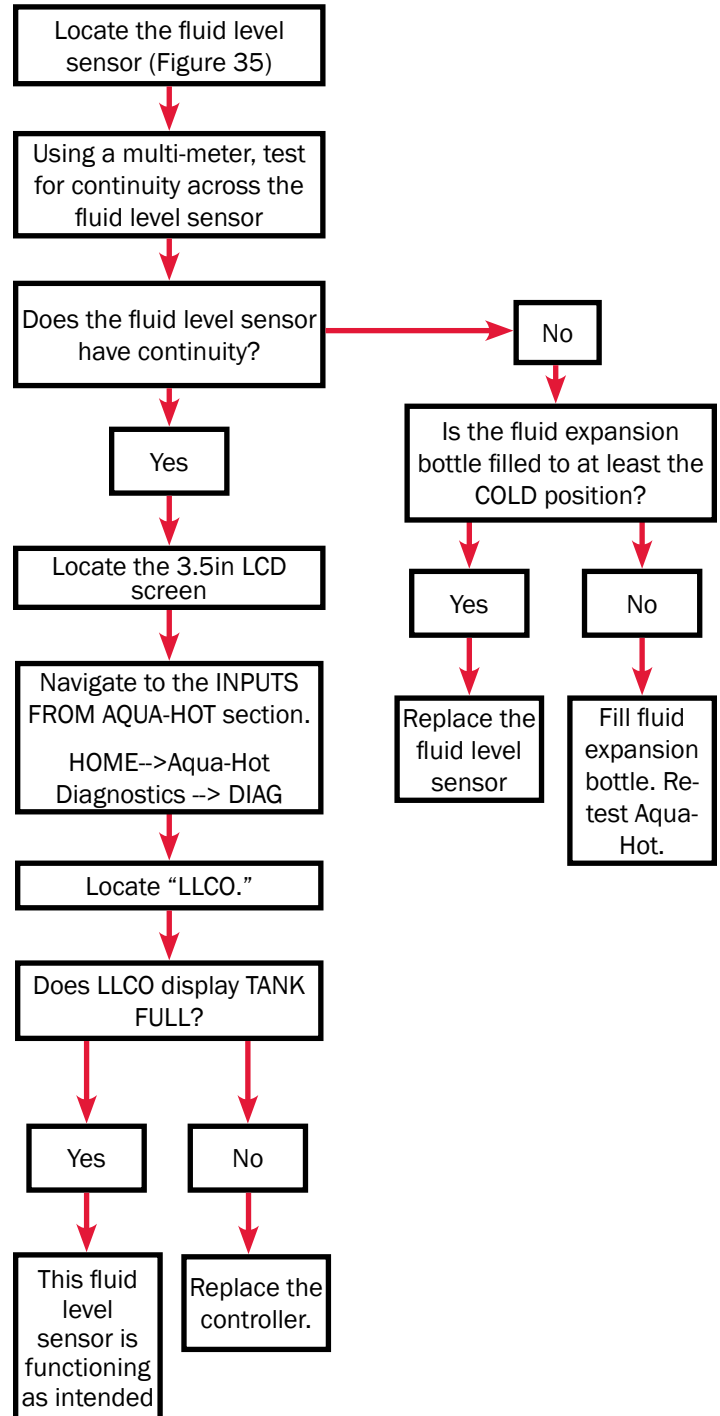 Locate the fluid level
sensor (Figure 35)
Using a multi-meter, test
for continuity across the
fluid level sensor
Does the fluid level sensor
have continuity?
No
Is the fluid expansion
bottle filled to at least the
COLD position?
Yes
No
Replace the
fluid level
sensor
Fill fluid
expansion
bottle. Re-
test Aqua-
Hot.
Yes
Locate the 3.5in LCD
screen
Navigate to the INPUTS
FROM AQUA-HOT section.
HOME-->Aqua-Hot
Diagnostics --> DIAG
Locate “LLCO.”
Does LLCO display TANK
FULL?
Yes
No
This fluid
level
sensor is
functioning
as intended
Replace the
controller.